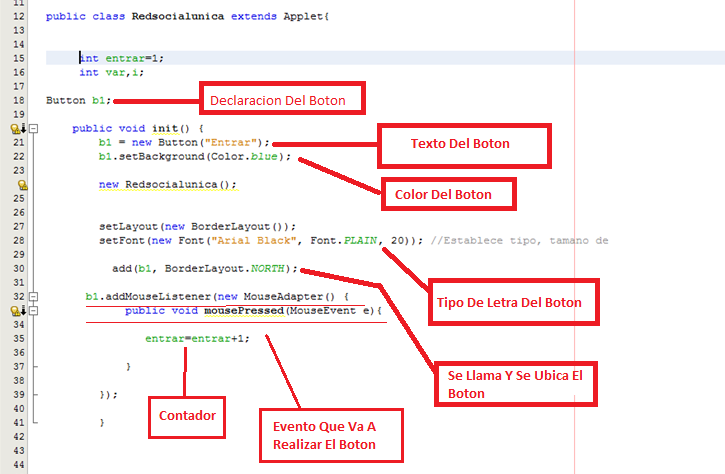 11
12 public class Redsocialunica extends Applet{
13
14
15 int entrar=1;
16 int var,i;
17
18 Button b1; Declaracion Del Boton
19
public void init() {
21 b1 = new Button("Entrar"); Texto Del Boton
22 b1.setBackground(Color.blue);
23
new Redsocialunica(); Color Del Boton
25
26
27 setLayout(new BorderLayout());
28 setFont(new Font("Arial Black", Font.PLAIN, 20)); //Establece tipo, tamano de
29
30 add(b1, BorderLayout.NORTH);
31 Tipo De Letra Del Boton
32 b1.addMouseListener(new MouseAdapter() {
public void mousePressed(MouseEvent e){
34
35 entrar=entrar+1;
36
37 }
38 Se Llama Y Se Ubica El
Boton
39 });
40 Contador
41 }
Evento Que Va A
Realizar El Boton
42
43
44